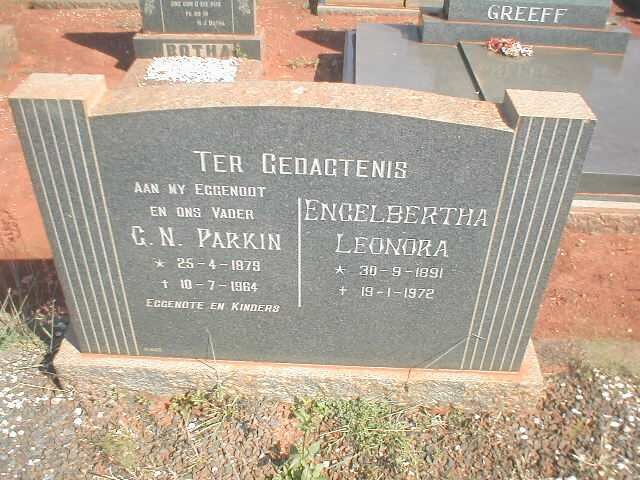 BOTHA
GREEFF
TER GEDAGTENIS
AAN MY EGGENOOT
EN ONS VADER
G. N. PARKIN
* 25-4-1879
† 10-7-1964
EGGENOTE EN KINDERS
ENGELBERTHA
LEONORA
* 30-9-1891
† 19-1-1972